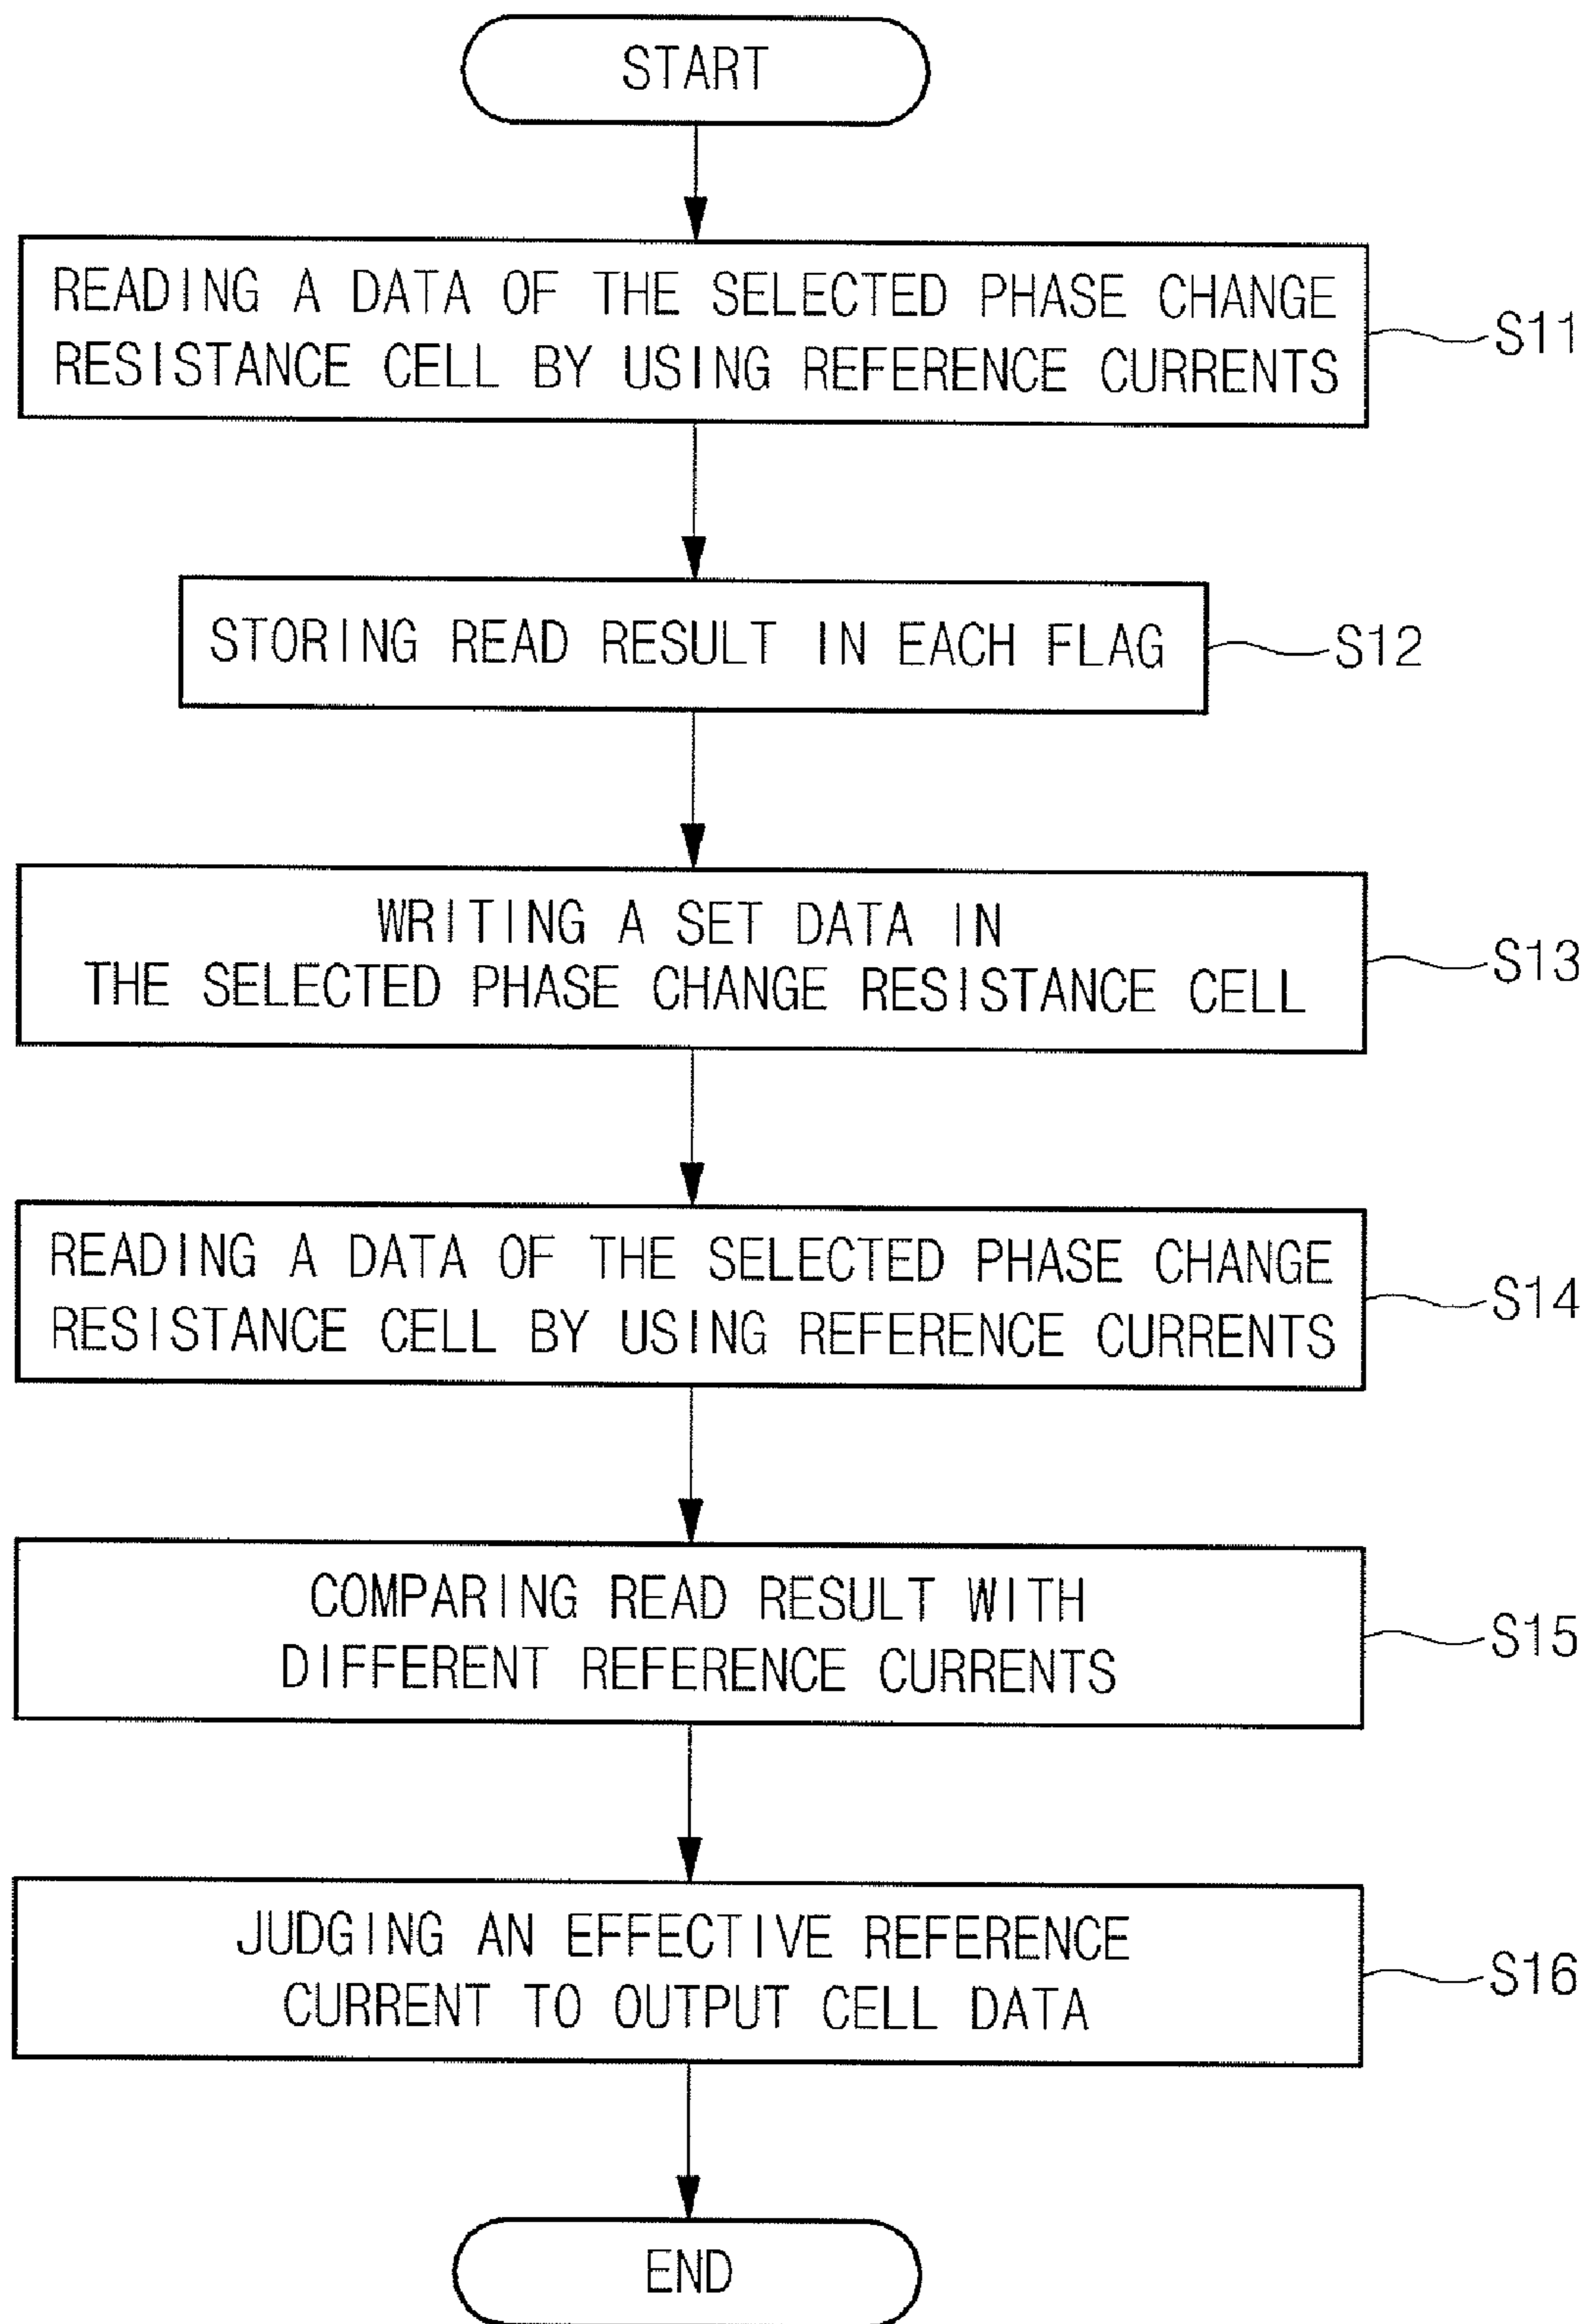 START
READING A DATA OF THE SELECTED PHASE CHANGE
RESISTANCE CELL BY USING REFERENCE CURRENTS
S11
STORING READ RESULT IN EACH FLAG
S12
WRITING A SET DATA IN
THE SELECTED PHASE CHANGE RESISTANCE CELL
S13
READING A DATA OF THE SELECTED PHASE CHANGE
RESISTANCE CELL BY USING REFERENCE CURRENTS
S14
COMPARING READ RESULT WITH
DIFFERENT REFERENCE CURRENTS
S15
JUDGING AN EFFECTIVE REFERENCE
CURRENT TO OUTPUT CELL DATA
S16
END